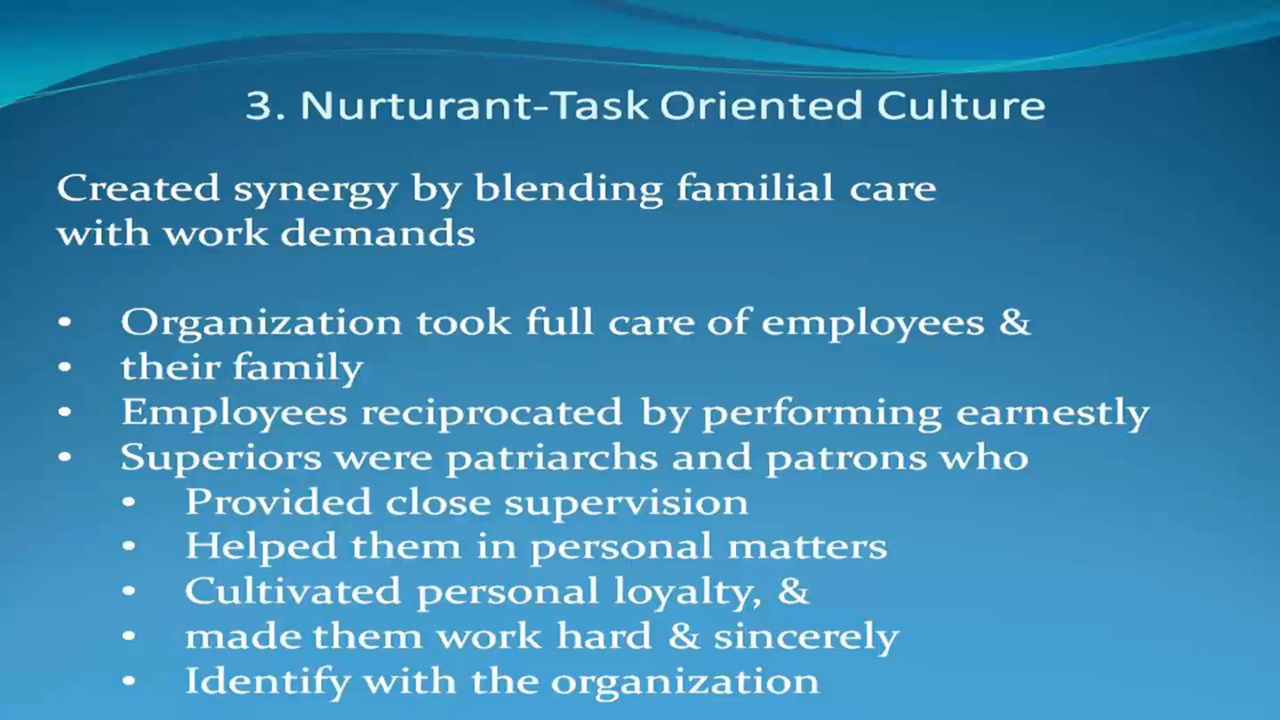 3. Nurturant-Task Oriented Culture
Created synergy by blending familial care
with work demands
• Organization took full care of employees &
• their family
• Employees reciprocated by performing earnestly
• Superiors were patriarchs and patrons who
• Provided close supervision
• Helped them in personal matters
• Cultivated personal loyalty, &
• made them work hard & sincerely
• Identify with the organization